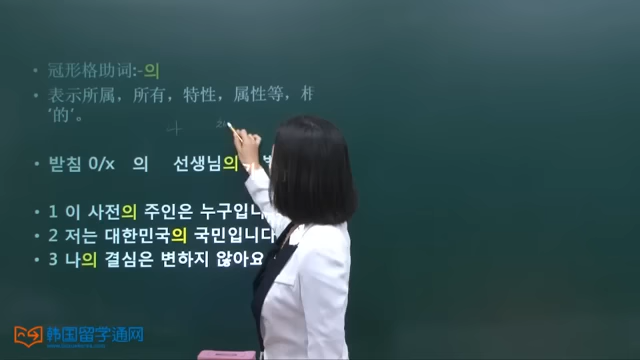 冠形格助词:-의
表示所属，所有，特性，属性等，相
‘的’。
받침 0/x 의 선생님의
1 이 사전의 주인은 누구입니
2 저는 대한민국의 국민입니다
3 나의 결심은 변하지 않아요
韩国留学通网